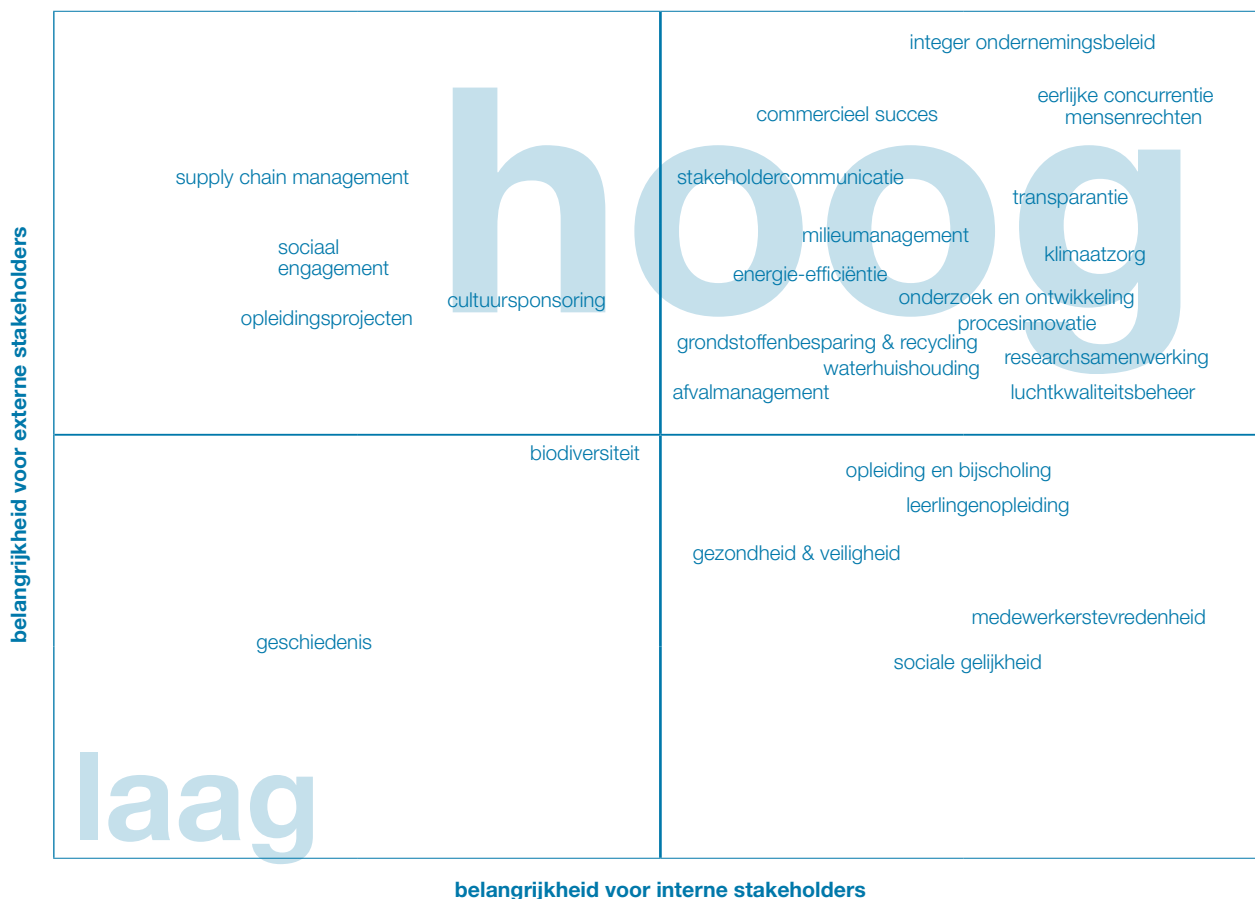 integer ondernemingsbeleid
eerlijke concurrentie
mensenrechten
commercieel succes
hoog
supply chain management
stakeholdercommunicatie
transparantie
milieumanagement
sociaal
engagement
klimaatzorg
energie-efficiëntie
cultuursponsoring
onderzoek en ontwikkeling
opleidingsprojecten
procesinnovatie
grondstoffenbesparing & recycling
researchsamenwerking
waterhuishouding
afvalmanagement
luchtkwaliteitsbeheer
belangrijkheid voor externe stakeholders
biodiversiteit
opleiding en bijscholing
leerlingenopleiding
gezondheid & veiligheid
medewerkerstevredenheid
geschiedenis
sociale gelijkheid
laag
belangrijkheid voor interne stakeholders